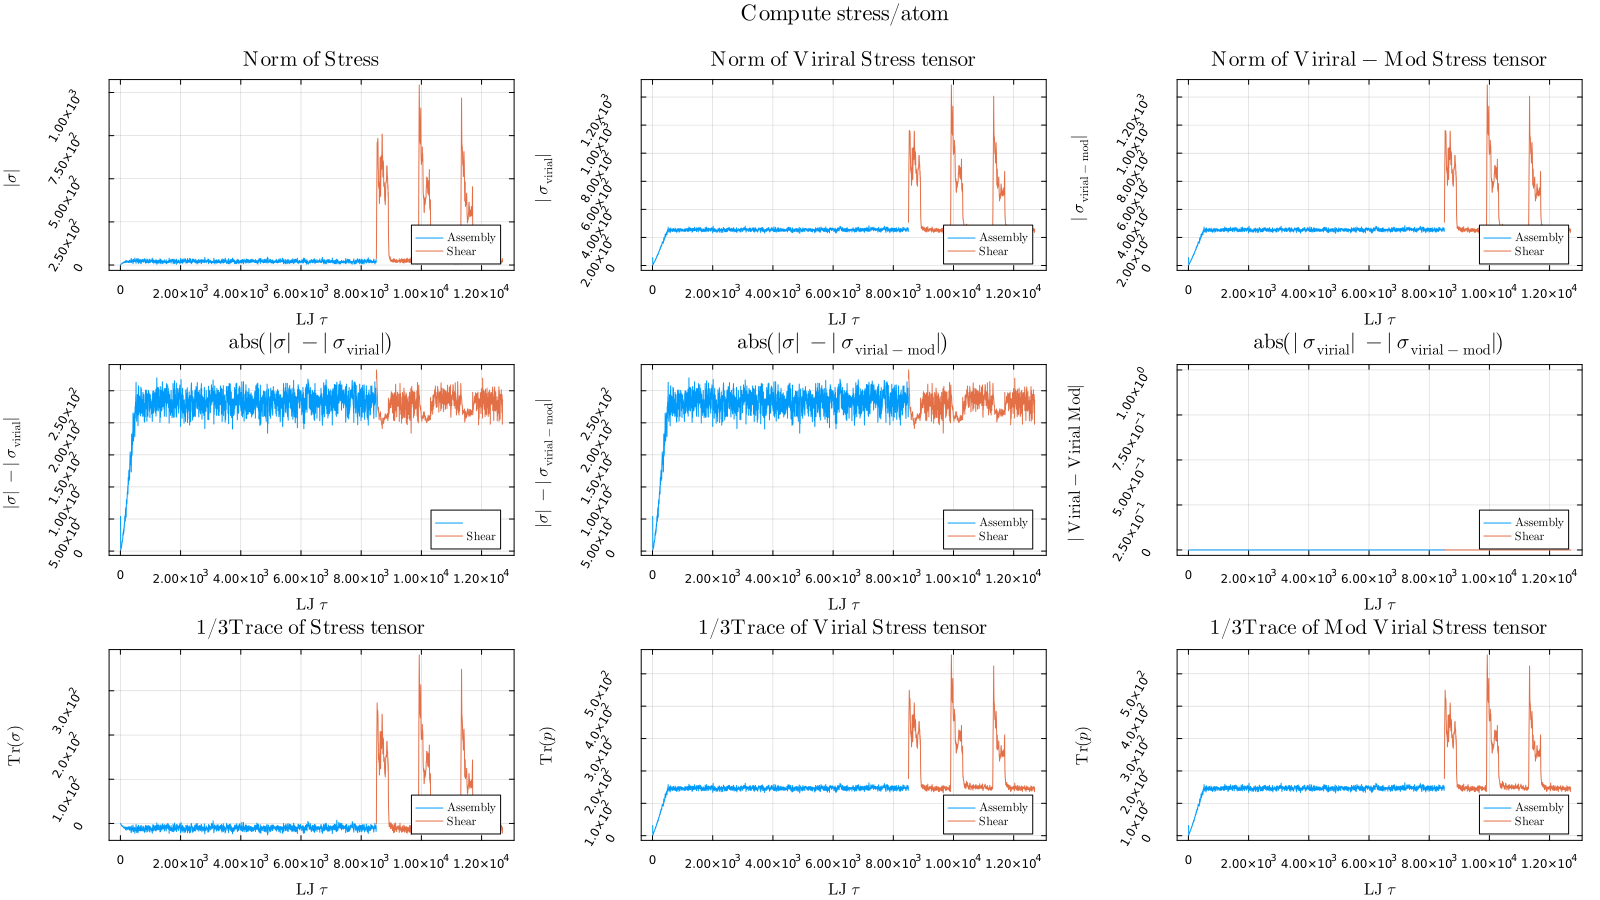 Compute stress/atom
Norm of Stress
|σ|
1.00×10³
7.50×10²
5.00×10²
2.50×10²
0
0 2.00×10³ 4.00×10³ 6.00×10³ 8.00×10³ 1.00×10⁴ 1.20×10⁴
LJ τ
Assembly
Shear
Norm of Viriral Stress tensor
|σ_virial|
1.20×10³
1.00×10³
8.00×10²
6.00×10²
4.00×10²
2.00×10²
0
0 2.00×10³ 4.00×10³ 6.00×10³ 8.00×10³ 1.00×10⁴ 1.20×10⁴
LJ τ
Assembly
Shear
Norm of Viriral − Mod Stress tensor
|σ_virial − mod|
1.20×10³
1.00×10³
8.00×10²
6.00×10²
4.00×10²
2.00×10²
0
0 2.00×10³ 4.00×10³ 6.00×10³ 8.00×10³ 1.00×10⁴ 1.20×10⁴
LJ τ
Assembly
Shear
abs(|σ| −|σ_virial|)
|σ| −|σ_virial|
2.50×10²
2.00×10²
1.50×10²
1.00×10²
5.00×10¹
0
0 2.00×10³ 4.00×10³ 6.00×10³ 8.00×10³ 1.00×10⁴ 1.20×10⁴
LJ τ
Shear
abs(|σ| −|σ_virial − mod|)
|σ| −|σ_virial − mod|
2.50×10²
2.00×10²
1.50×10²
1.00×10²
5.00×10¹
0
0 2.00×10³ 4.00×10³ 6.00×10³ 8.00×10³ 1.00×10⁴ 1.20×10⁴
LJ τ
Assembly
Shear
abs(|σ_virial| −|σ_virial − mod|)
| Virial − Virial Mod|
1.00×10⁰
7.50×10⁻¹
5.00×10⁻¹
2.50×10⁻¹
0
0 2.00×10³ 4.00×10³ 6.00×10³ 8.00×10³ 1.00×10⁴ 1.20×10⁴
LJ τ
Assembly
Shear
1/3Trace of Stress tensor
Tr(σ)
3.0×10²
2.0×10²
1.0×10²
0
0 2.00×10³ 4.00×10³ 6.00×10³ 8.00×10³ 1.00×10⁴ 1.20×10⁴
LJ τ
Assembly
Shear
1/3Trace of Virial Stress tensor
Tr(p)
5.0×10²
4.0×10²
3.0×10²
2.0×10²
1.0×10²
0
0 2.00×10³ 4.00×10³ 6.00×10³ 8.00×10³ 1.00×10⁴ 1.20×10⁴
LJ τ
Assembly
Shear
1/3Trace of Mod Virial Stress tensor
Tr(p)
5.0×10²
4.0×10²
3.0×10²
2.0×10²
1.0×10²
0
0 2.00×10³ 4.00×10³ 6.00×10³ 8.00×10³ 1.00×10⁴ 1.20×10⁴
LJ τ
Assembly
Shear